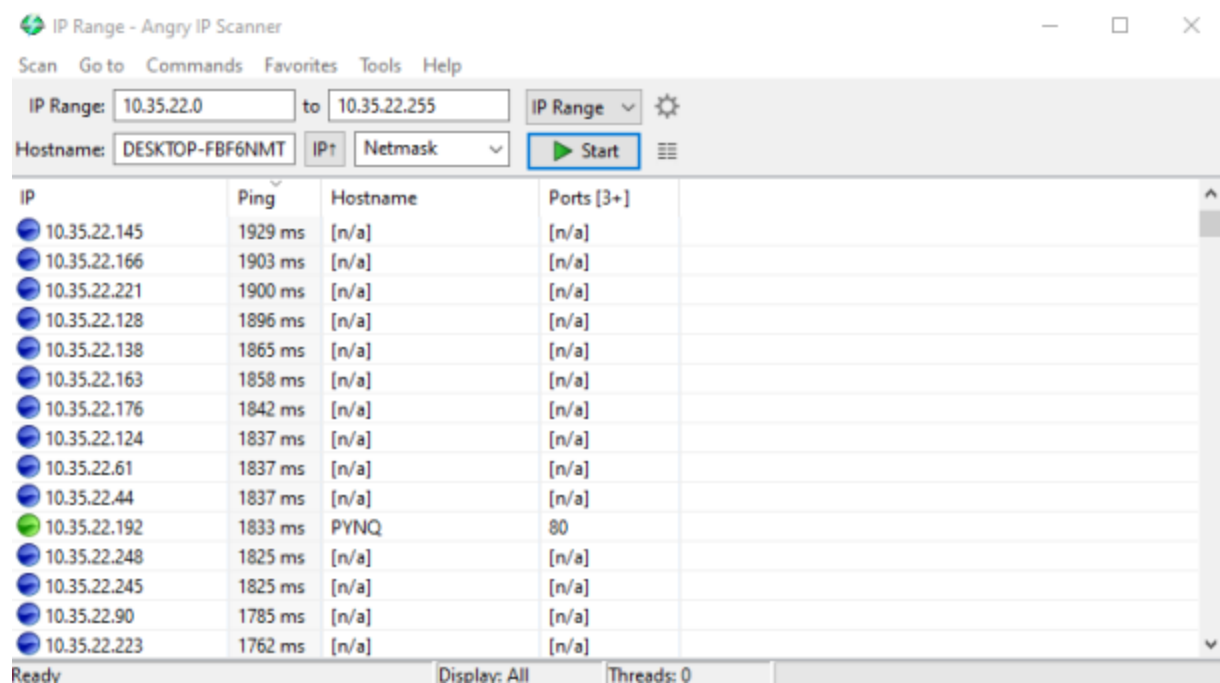 IP Range - Angry IP Scanner
Scan Go to Commands Favorites Tools Help
IP Range: 10.35.22.0 to 10.35.22.255 IP Range
Hostname: DESKTOP-FBF6NMT IP↑ Netmask Start
IP Ping Hostname Ports [3+]
10.35.22.145 1929 ms [n/a] [n/a]
10.35.22.166 1903 ms [n/a] [n/a]
10.35.22.221 1900 ms [n/a] [n/a]
10.35.22.128 1896 ms [n/a] [n/a]
10.35.22.138 1865 ms [n/a] [n/a]
10.35.22.163 1858 ms [n/a] [n/a]
10.35.22.176 1842 ms [n/a] [n/a]
10.35.22.124 1837 ms [n/a] [n/a]
10.35.22.61 1837 ms [n/a] [n/a]
10.35.22.44 1837 ms [n/a] [n/a]
10.35.22.192 1833 ms PYNQ 80
10.35.22.248 1825 ms [n/a] [n/a]
10.35.22.245 1825 ms [n/a] [n/a]
10.35.22.90 1785 ms [n/a] [n/a]
10.35.22.223 1762 ms [n/a] [n/a]
Ready Display: All Threads: 0